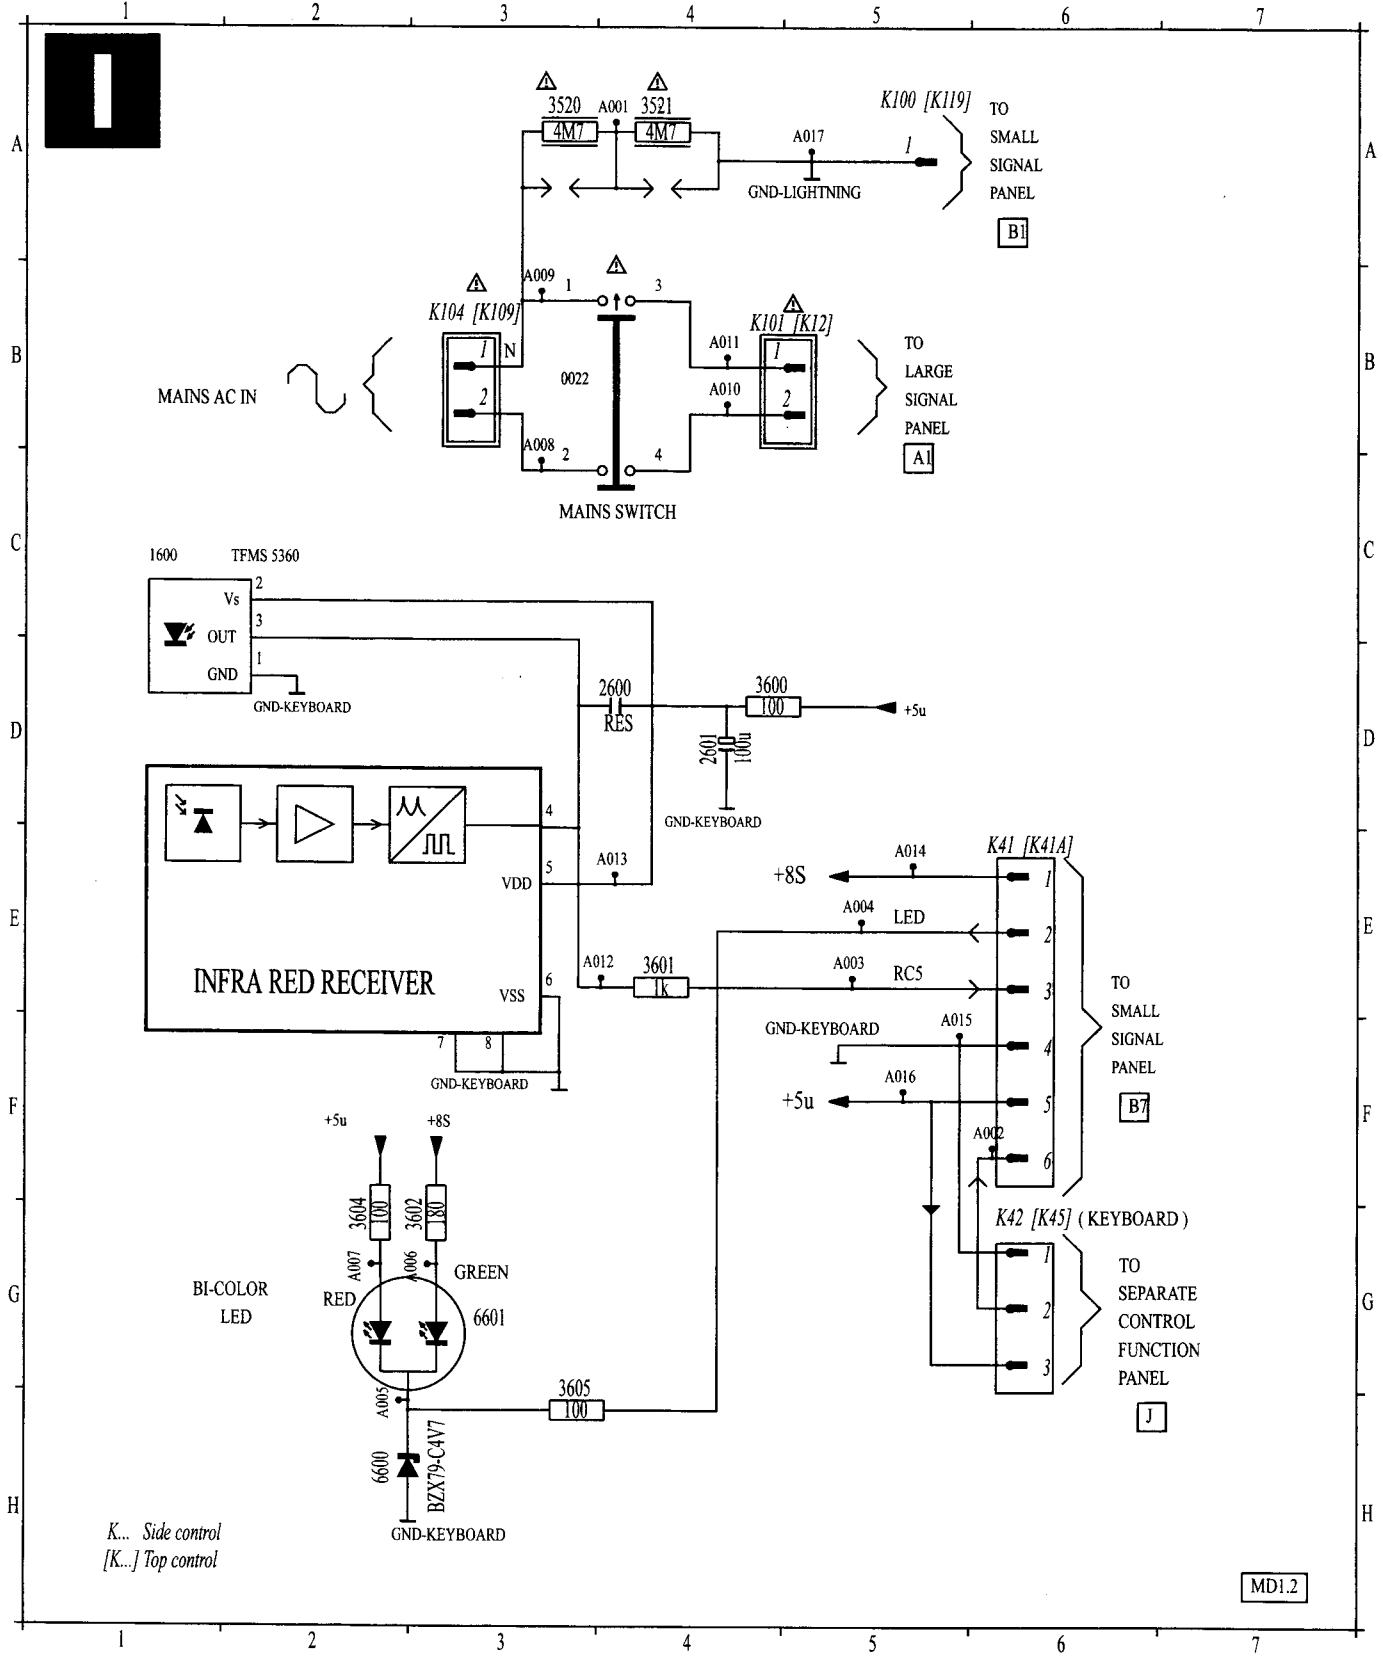 1 2 3 4 5 6 7
I
A A
B B
C C
D D
E E
F F
G G
H H
3520 A001 3521
4M7 4M7
A017
GND-LIGHTNING
K100 [K119]
1
TO
SMALL
SIGNAL
PANEL
B1
K104 [K109]
1 N
2
A009 1 3
A008 2 4
0022
MAINS SWITCH
MAINS AC IN
A011
A010
K101 [K12]
1
2
TO
LARGE
SIGNAL
PANEL
A1
1600 TFMS 5360
Vs 2
OUT 3
GND 1
GND-KEYBOARD
2600
RES
3600
100
+5u
2601
100u
GND-KEYBOARD
4
5
VDD
A013
INFRA RED RECEIVER
VSS 6
7 8
GND-KEYBOARD
A012
3601
1k
K41 [K41A]
+8S A014 1
A004 LED 2
A003 RC5 3
GND-KEYBOARD A015 4
+5u A016 5
A002 6
TO
SMALL
SIGNAL
PANEL
B7
K42 [K45] ( KEYBOARD )
1
2
3
TO
SEPARATE
CONTROL
FUNCTION
PANEL
J
+5u +8S
3604
100
3602
180
A007
A006
GREEN
RED
BI-COLOR
LED
6601
A005
3605
100
6600
BZX79-C4V7
GND-KEYBOARD
K... Side control
[K...] Top control
MD1.2
1 2 3 4 5 6 7